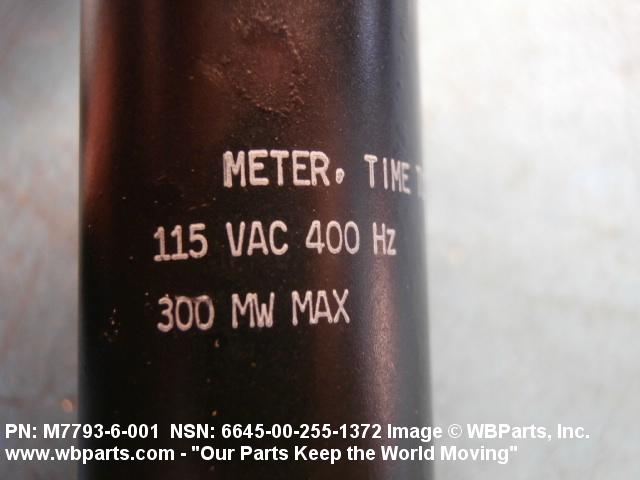 METER. TIME
115 VAC 400 Hz
300 MW MAX
PN: M7793-6-001 NSN: 6645-00-255-1372 Image © WBParts, Inc.
www.wbparts.com - "Our Parts Keep the World Moving"